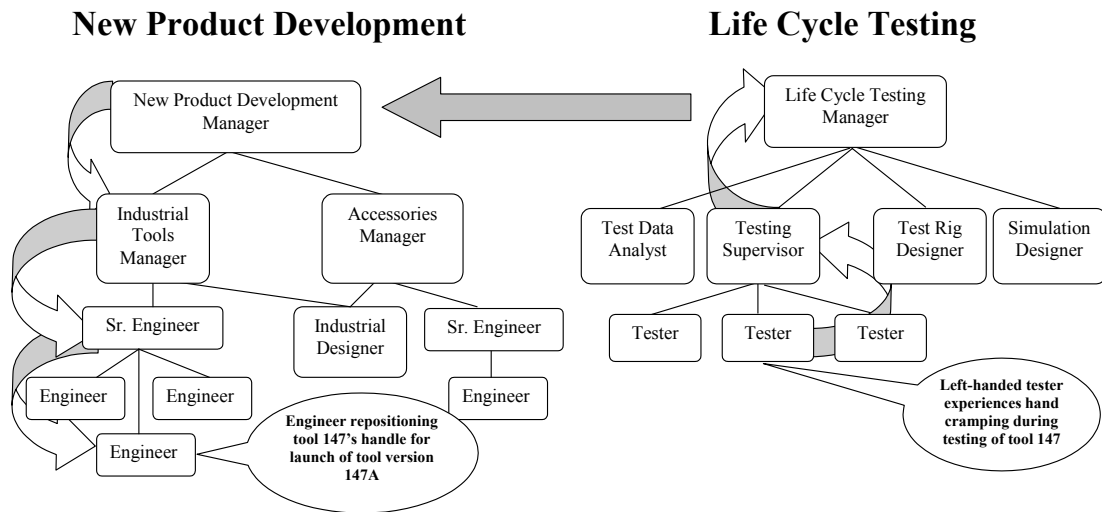 New Product Development
Life Cycle Testing
New Product Development
Manager
Life Cycle Testing
Manager
Industrial
Tools
Manager
Accessories
Manager
Test Data
Analyst
Testing
Supervisor
Test Rig
Designer
Simulation
Designer
Sr. Engineer
Industrial
Designer
Sr. Engineer
Tester
Tester
Tester
Engineer
Engineer
Engineer
Engineer
Engineer repositioning
tool 147’s handle for
launch of tool version
147A
Left-handed tester
experiences hand
cramping during
testing of tool 147